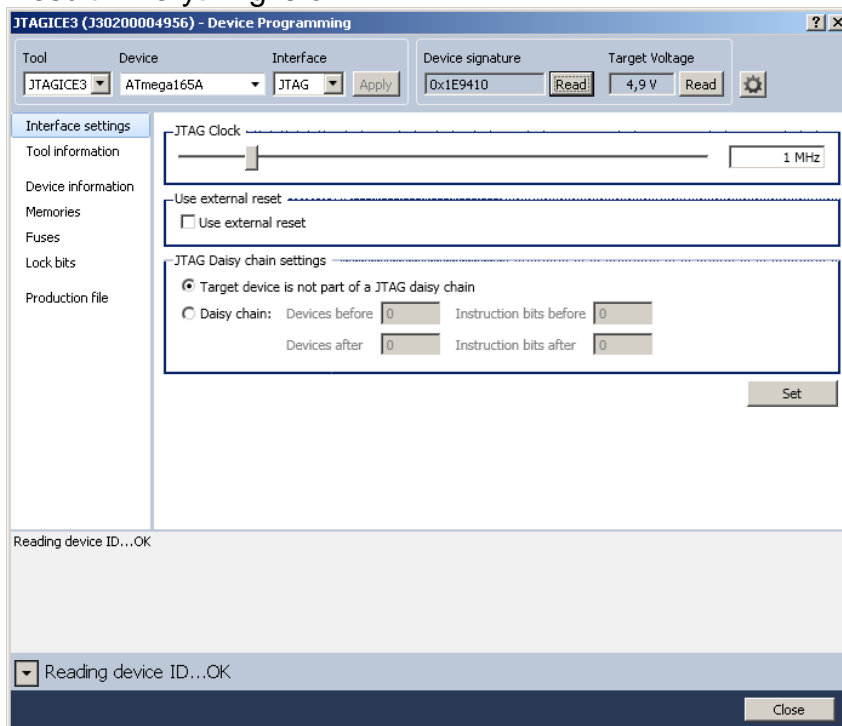 JTAGICE3 (J30200004956) - Device Programming
Tool Device Interface Device signature Target Voltage
JTAGICE3 ATmega165A JTAG Apply 0x1E9410 Read 4,9 V Read
Interface settings
Tool information
Device information
Memories
Fuses
Lock bits
Production file
JTAG Clock
1 MHz
Use external reset
Use external reset
JTAG Daisy chain settings
Target device is not part of a JTAG daisy chain
Daisy chain: Devices before 0 Instruction bits before 0
Devices after 0 Instruction bits after 0
Set
Reading device ID...OK
Reading device ID...OK
Close